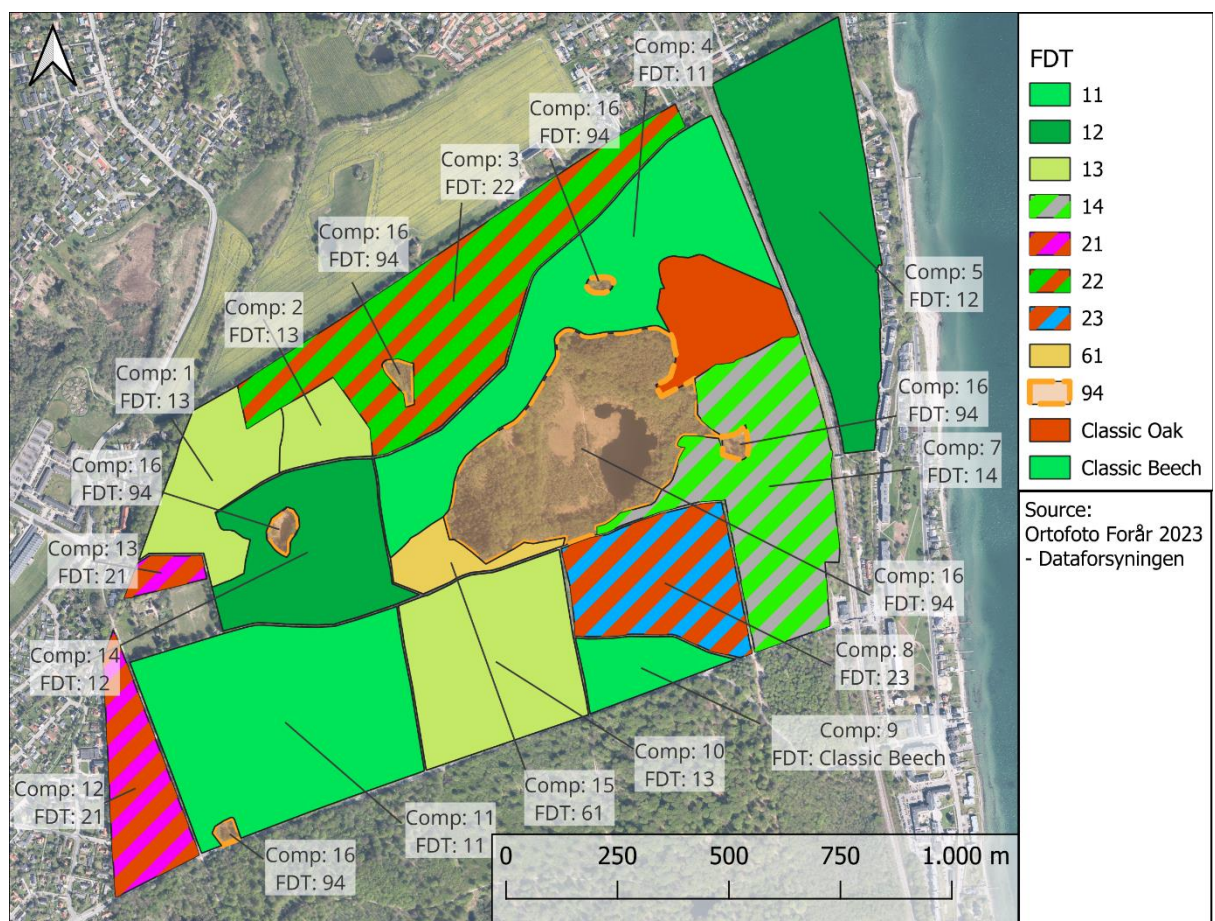 Comp: 4
FDT: 11
Comp: 16
FDT: 94
Comp: 3
FDT: 22
Comp: 16
FDT: 94
Comp: 2
FDT: 13
Comp: 5
FDT: 12
Comp: 1
FDT: 13
Comp: 16
FDT: 94
Comp: 16
FDT: 94
Comp: 7
FDT: 14
Comp: 13
FDT: 21
Comp: 16
FDT: 94
Comp: 14
FDT: 12
Comp: 8
FDT: 23
Comp: 9
FDT: Classic Beech
Comp: 10
FDT: 13
Comp: 12
FDT: 21
Comp: 15
FDT: 61
Comp: 11
FDT: 11
Comp: 16
FDT: 94
0 250 500 750 1.000 m
FDT
11
12
13
14
21
22
23
61
94
Classic Oak
Classic Beech
Source:
Ortofoto Forår 2023
- Dataforsyningen